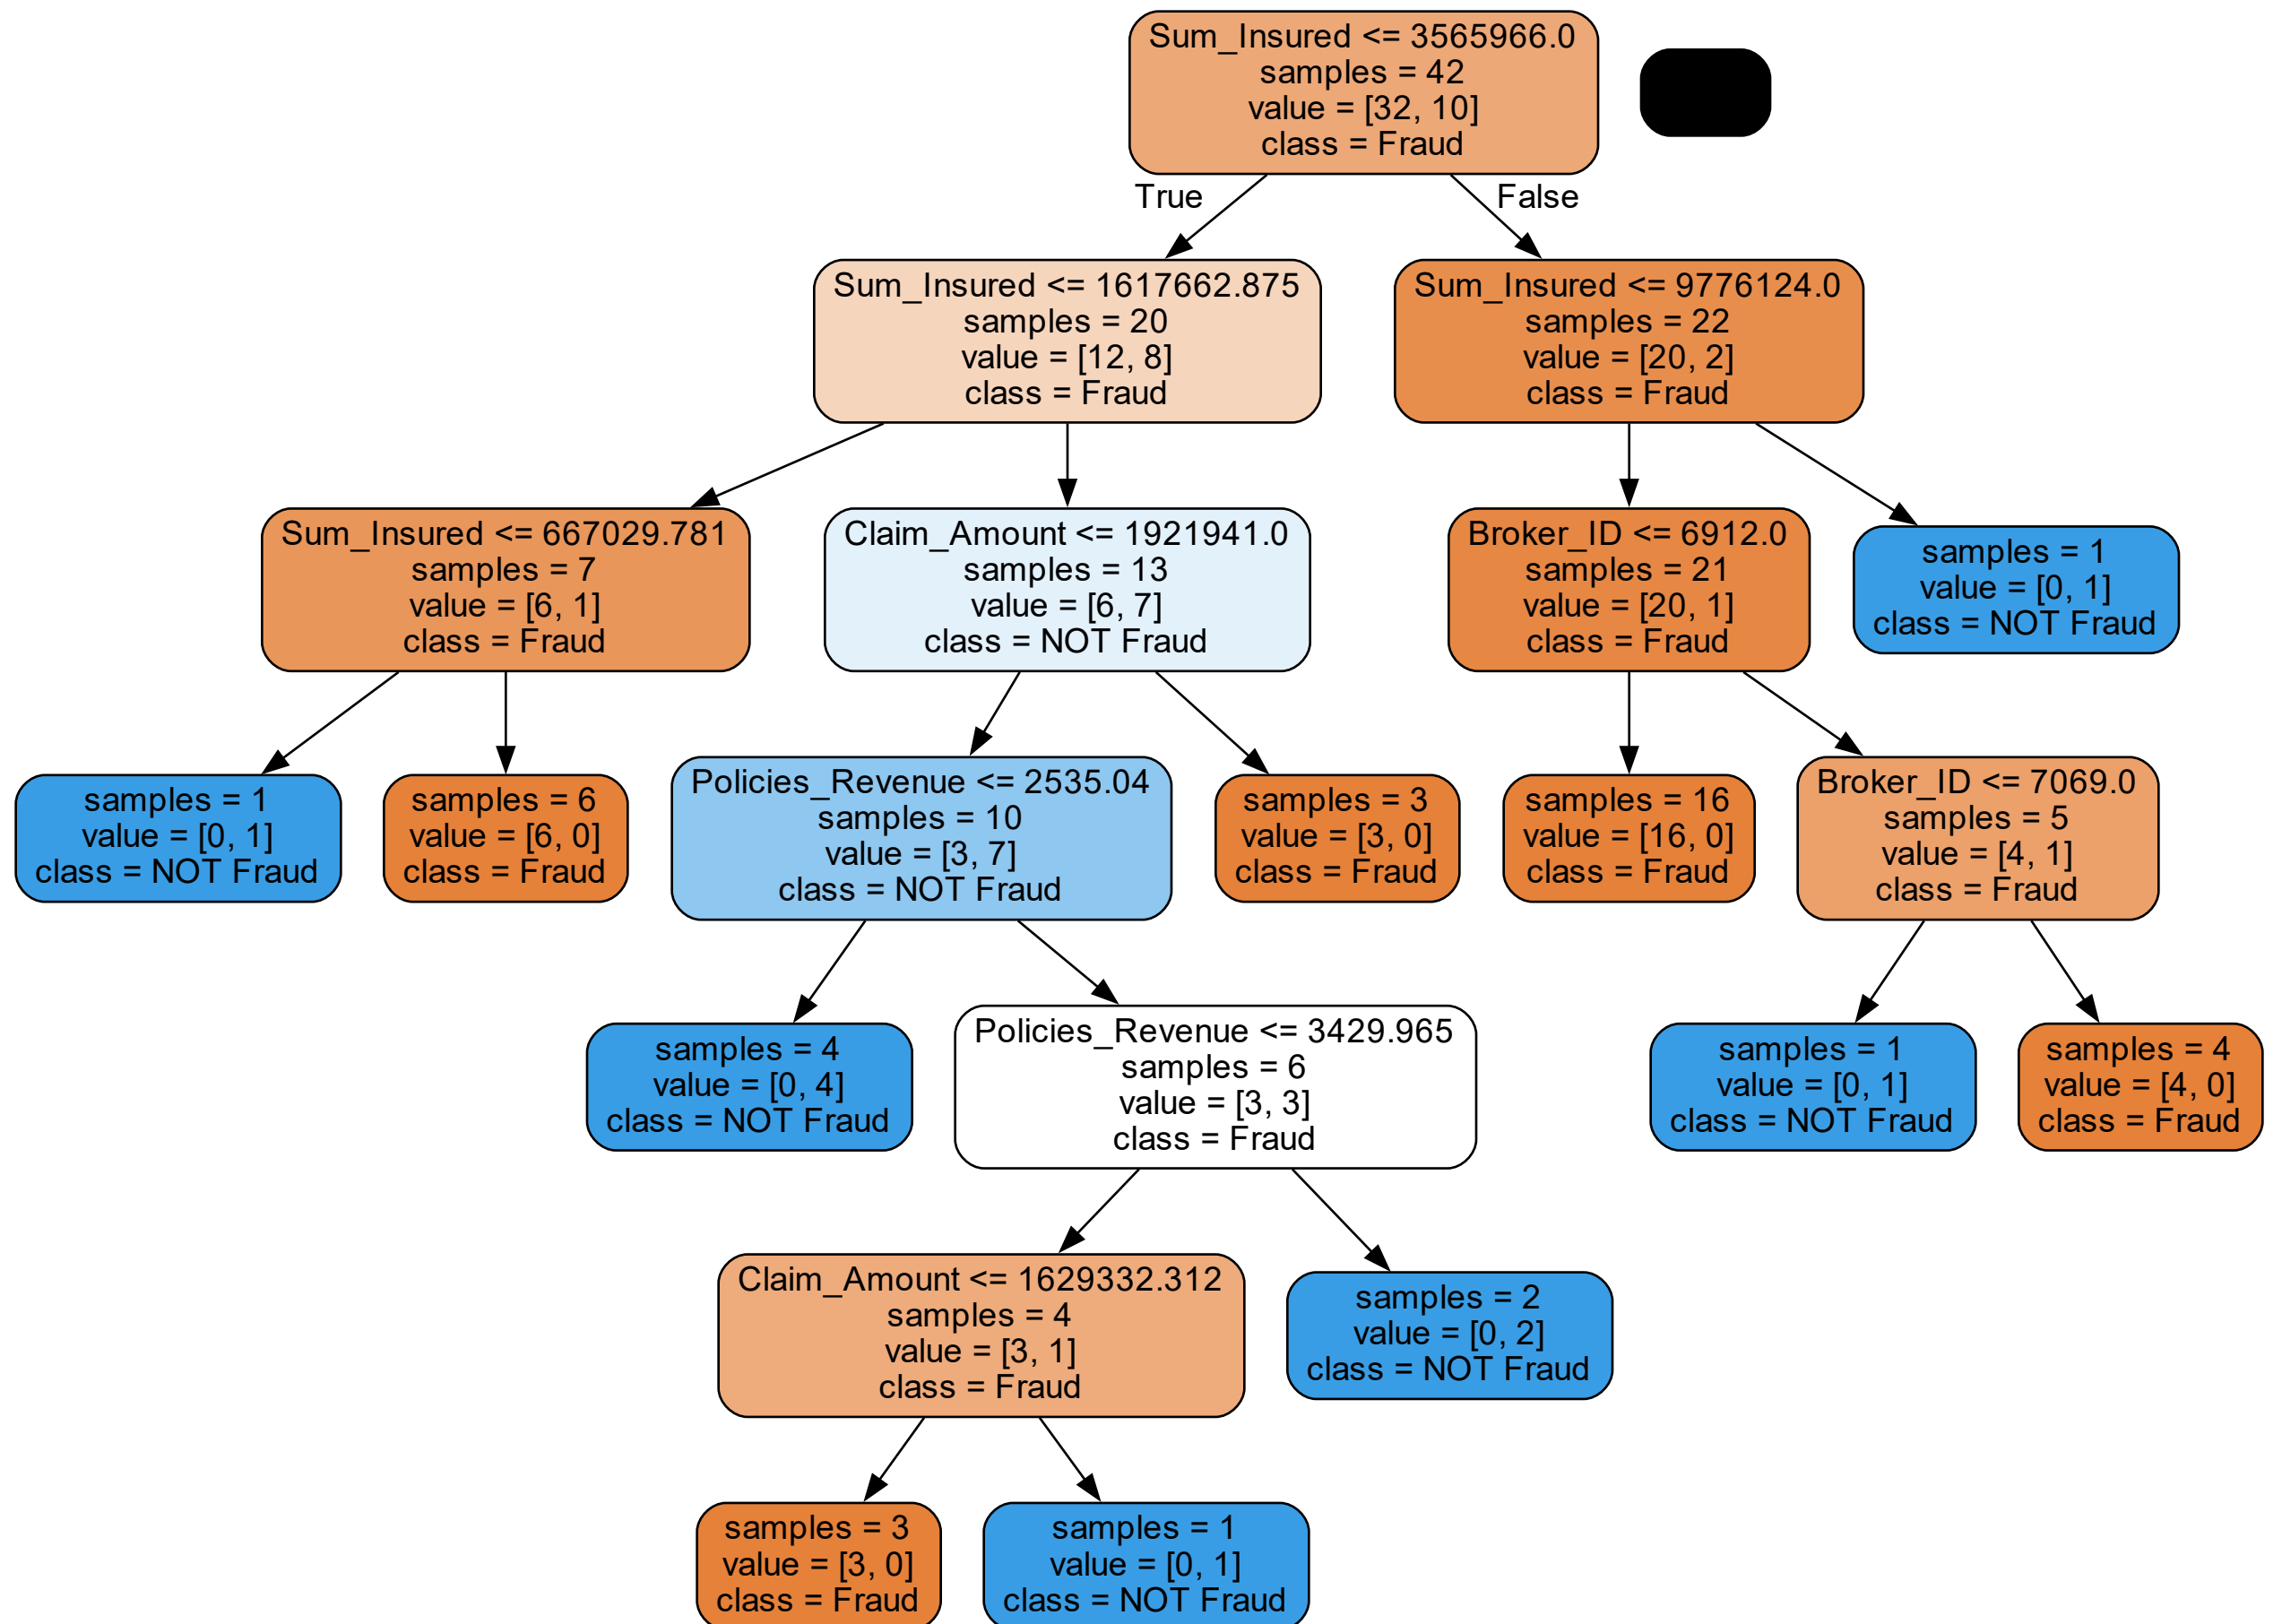 Sum_Insured <= 3565966.0
samples = 42
value = [32, 10]
class = Fraud
True
False
Sum_Insured <= 1617662.875
samples = 20
value = [12, 8]
class = Fraud
Sum_Insured <= 9776124.0
samples = 22
value = [20, 2]
class = Fraud
Sum_Insured <= 667029.781
samples = 7
value = [6, 1]
class = Fraud
Claim_Amount <= 1921941.0
samples = 13
value = [6, 7]
class = NOT Fraud
Broker_ID <= 6912.0
samples = 21
value = [20, 1]
class = Fraud
samples = 1
value = [0, 1]
class = NOT Fraud
samples = 1
value = [0, 1]
class = NOT Fraud
samples = 6
value = [6, 0]
class = Fraud
Policies_Revenue <= 2535.04
samples = 10
value = [3, 7]
class = NOT Fraud
samples = 3
value = [3, 0]
class = Fraud
samples = 16
value = [16, 0]
class = Fraud
Broker_ID <= 7069.0
samples = 5
value = [4, 1]
class = Fraud
samples = 4
value = [0, 4]
class = NOT Fraud
Policies_Revenue <= 3429.965
samples = 6
value = [3, 3]
class = Fraud
samples = 1
value = [0, 1]
class = NOT Fraud
samples = 4
value = [4, 0]
class = Fraud
Claim_Amount <= 1629332.312
samples = 4
value = [3, 1]
class = Fraud
samples = 2
value = [0, 2]
class = NOT Fraud
samples = 3
value = [3, 0]
class = Fraud
samples = 1
value = [0, 1]
class = NOT Fraud